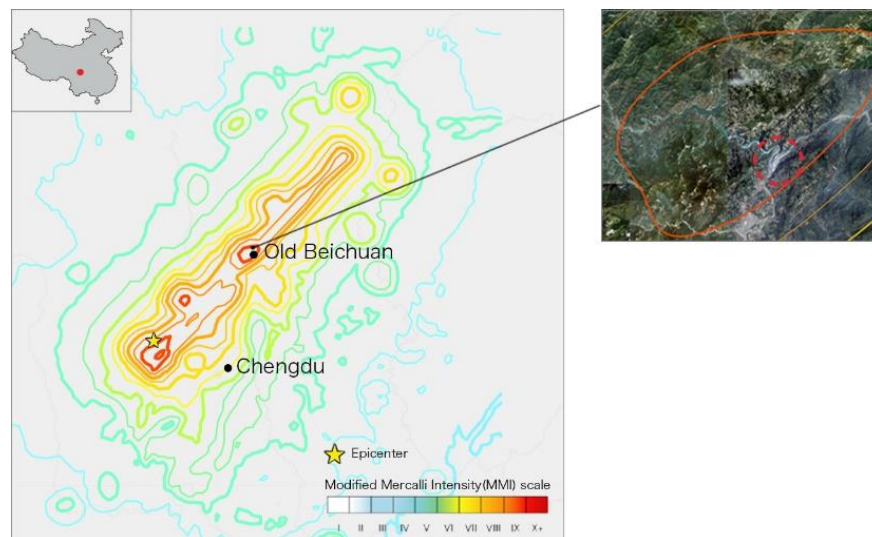 Old Beichuan
Chengdu
Epicenter
Modified Mercalli Intensity(MMI) scale
I II III IV V VI VII VIII IX X+